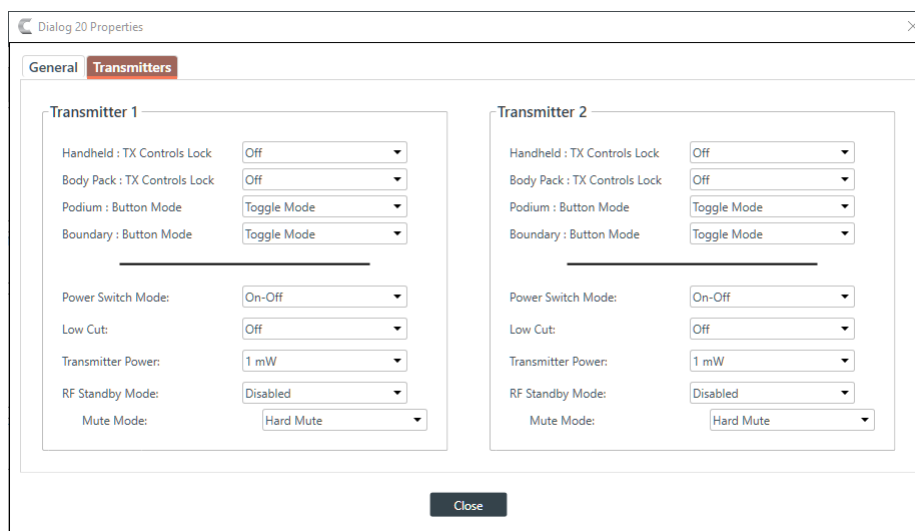 Dialog 20 Properties
General Transmitters
Transmitter 1
Handheld : TX Controls Lock Off
Body Pack : TX Controls Lock Off
Podium : Button Mode Toggle Mode
Boundary : Button Mode Toggle Mode
Power Switch Mode: On-Off
Low Cut: Off
Transmitter Power: 1 mW
RF Standby Mode: Disabled
Mute Mode: Hard Mute
Transmitter 2
Handheld : TX Controls Lock Off
Body Pack : TX Controls Lock Off
Podium : Button Mode Toggle Mode
Boundary : Button Mode Toggle Mode
Power Switch Mode: On-Off
Low Cut: Off
Transmitter Power: 1 mW
RF Standby Mode: Disabled
Mute Mode: Hard Mute
Close